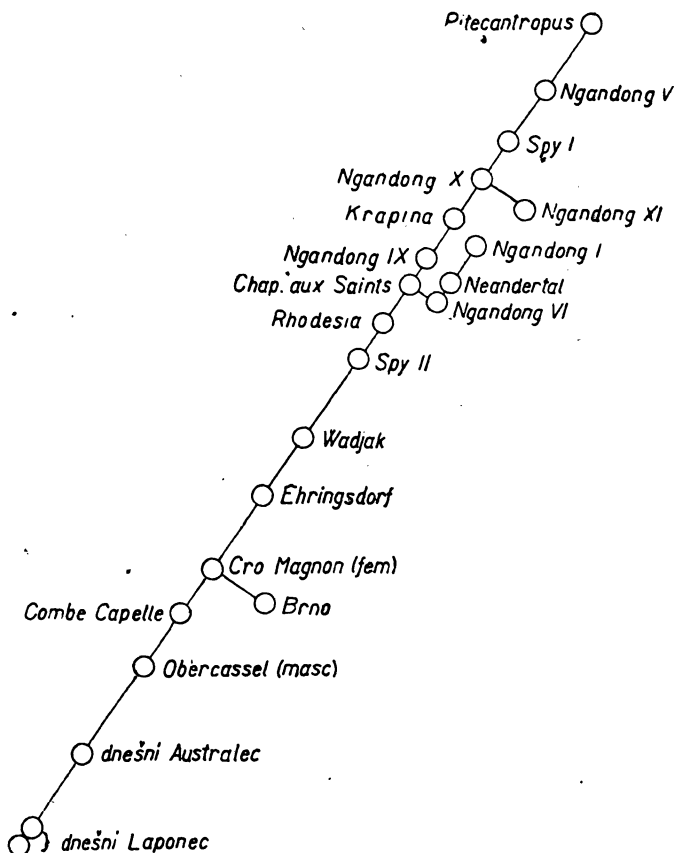 Pitecantropus
Ngandong V
Spy I
Ngandong X
Ngandong XI
Krapina
Ngandong I
Ngandong IX
Chap. aux Saints
Neandertal
Ngandong VI
Rhodesia
Spy II
Wadjak
Ehringsdorf
Cro Magnon (fem)
Combe Capelle
Brno
Obercassel (masc)
dnešní Australec
} dnešní Laponec